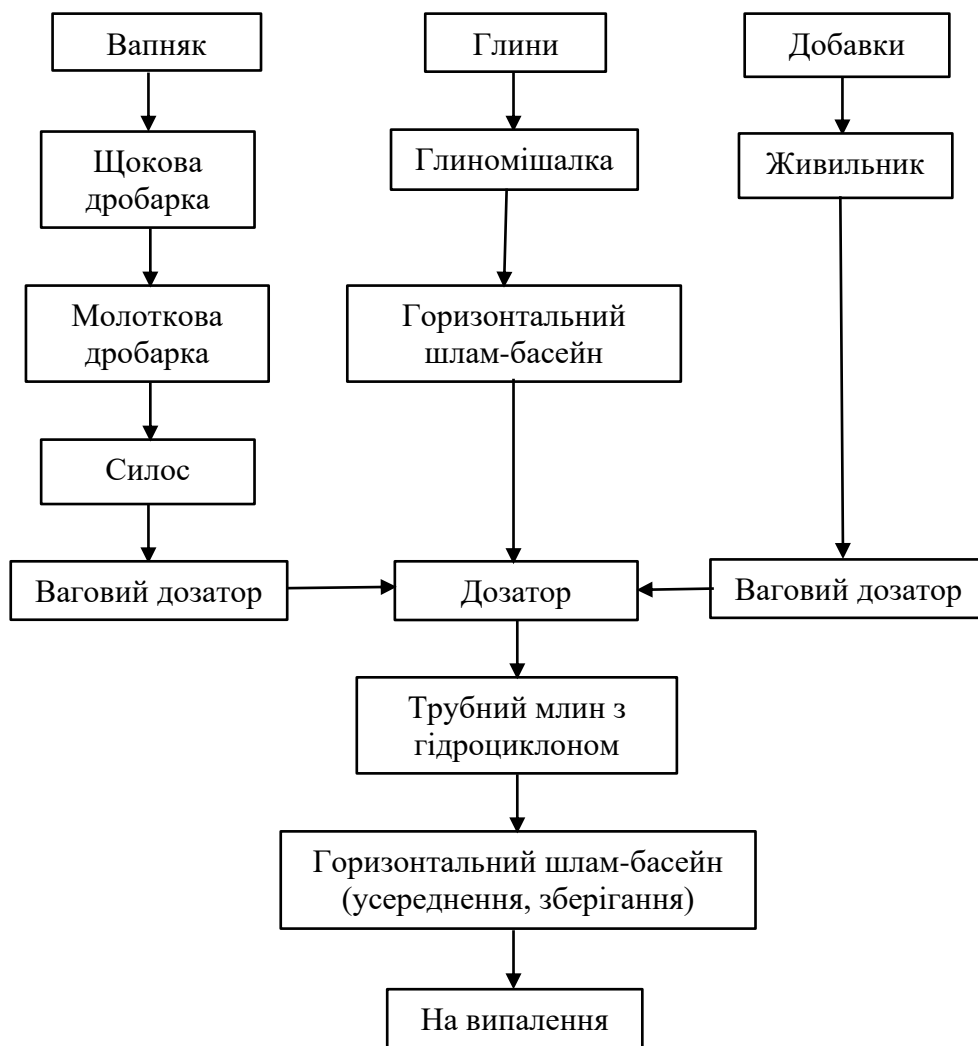 Вапняк
Глини
Добавки
Щокова
дробарка
Глиномішалка
Живильник
Молоткова
дробарка
Горизонтальний
шлам-басейн
Силос
Ваговий дозатор
Дозатор
Ваговий дозатор
Трубний млин з
гідроциклоном
Горизонтальний шлам-басейн
(усереднення, зберігання)
На випалення